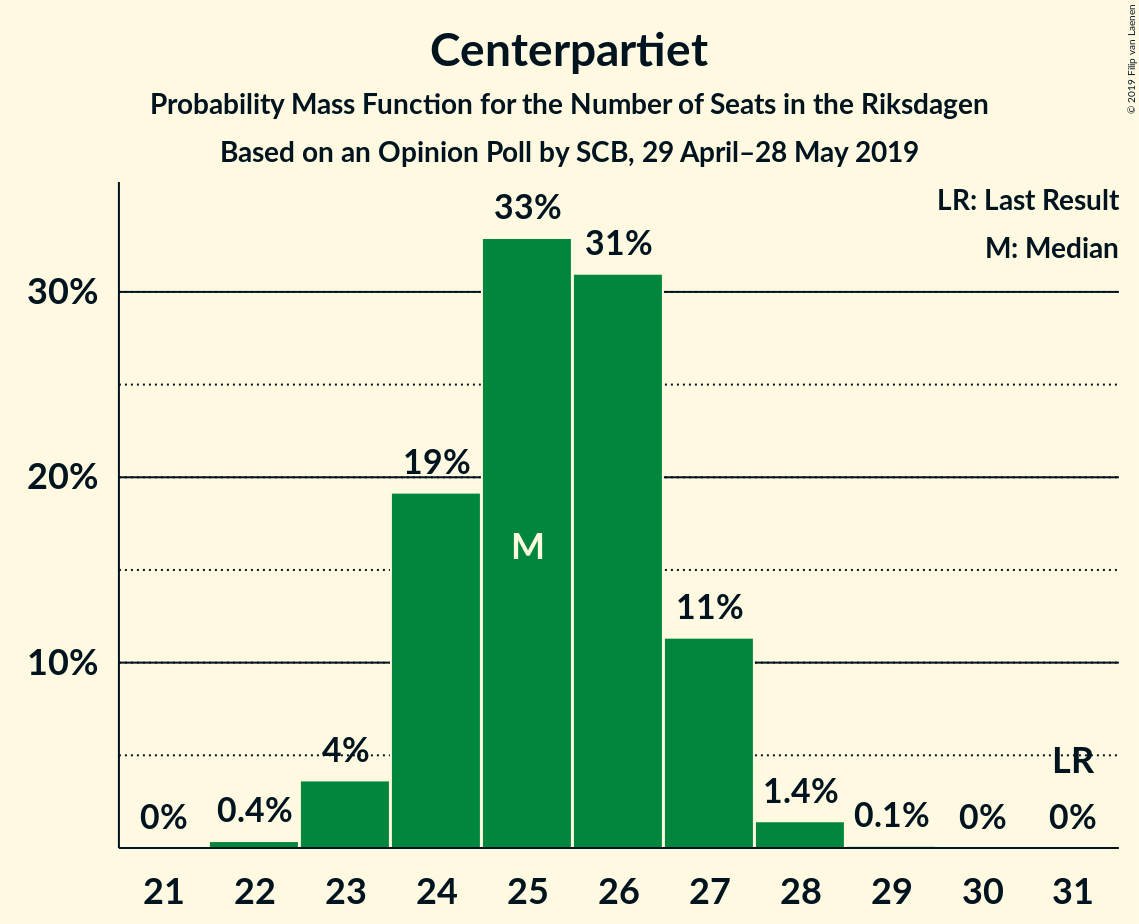 Centerpartiet
Probability Mass Function for the Number of Seats in the Riksdagen
Based on an Opinion Poll by SCB, 29 April–28 May 2019
© 2019 Filip van Laenen
LR: Last Result
M: Median
33%
31%
30%
19%
20%
M
11%
10%
4%
LR
1.4%
0%
0.4%
0.1%
0%
0%
21 22 23 24 25 26 27 28 29 30 31